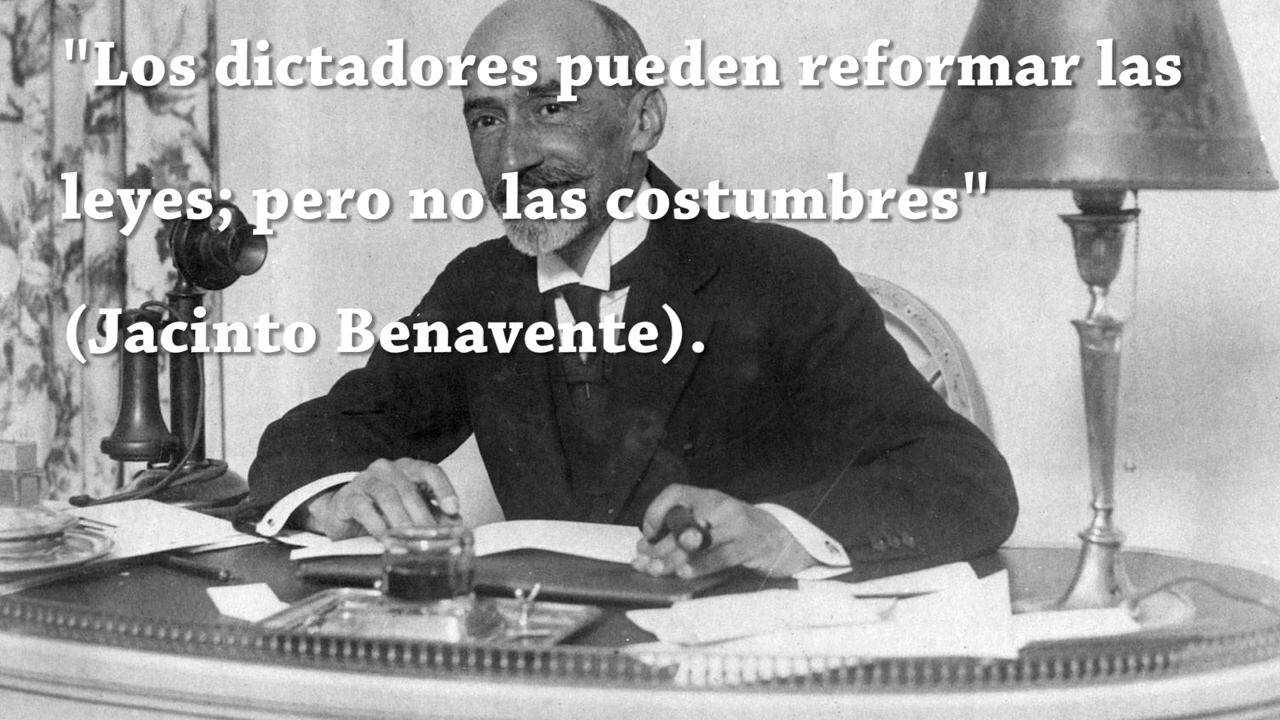 "Los dictadores pueden reformar las
leyes; pero no las costumbres"
(Jacinto Benavente).